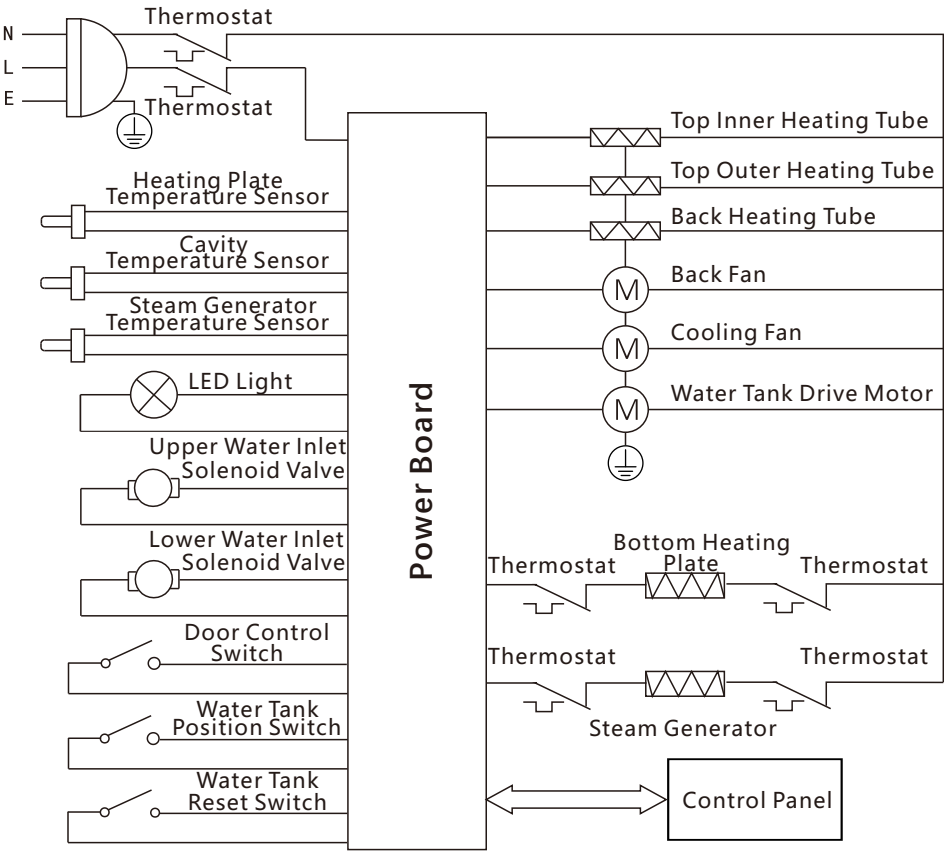 Thermostat
N
L
E
Thermostat
Heating Plate
Temperature Sensor
Cavity
Temperature Sensor
Steam Generator
Temperature Sensor
LED Light
Upper Water Inlet
Solenoid Valve
Lower Water Inlet
Solenoid Valve
Door Control
Switch
Water Tank
Position Switch
Water Tank
Reset Switch
Power Board
Top Inner Heating Tube
Top Outer Heating Tube
Back Heating Tube
M
Back Fan
M
Cooling Fan
M
Water Tank Drive Motor
Thermostat
Bottom Heating
Plate
Thermostat
Thermostat
Thermostat
Steam Generator
Control Panel